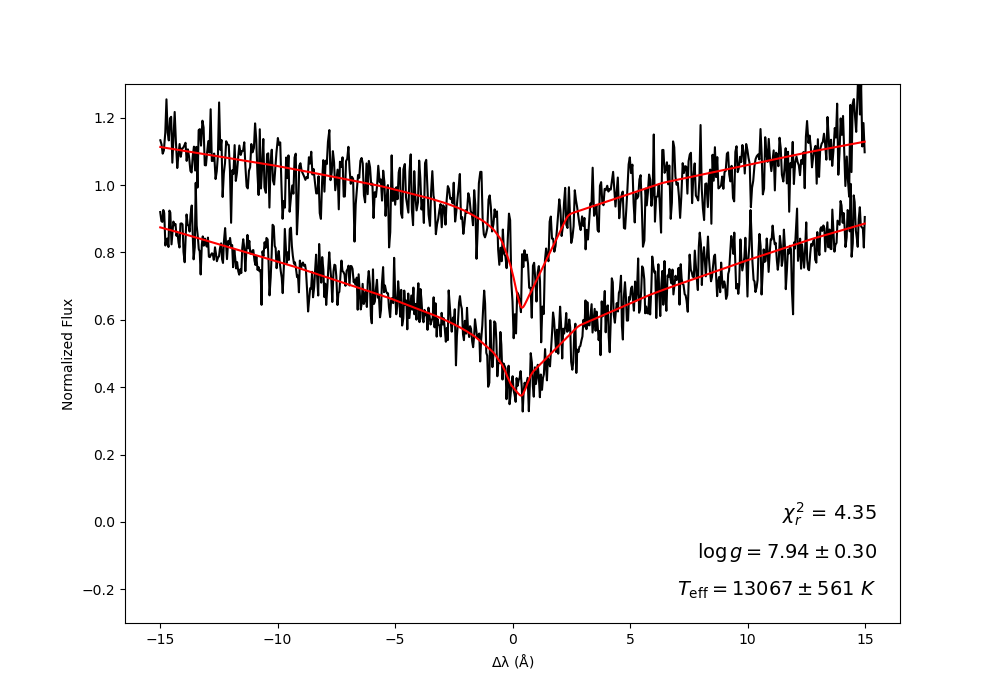 1.2
1.0
0.8
0.6
0.4
0.2
0.0
−0.2
Normalized Flux
χ²ᵣ = 4.35
log g = 7.94 ± 0.30
T_eff = 13067 ± 561 K
−15 −10 −5 0 5 10 15
Δλ (Å)